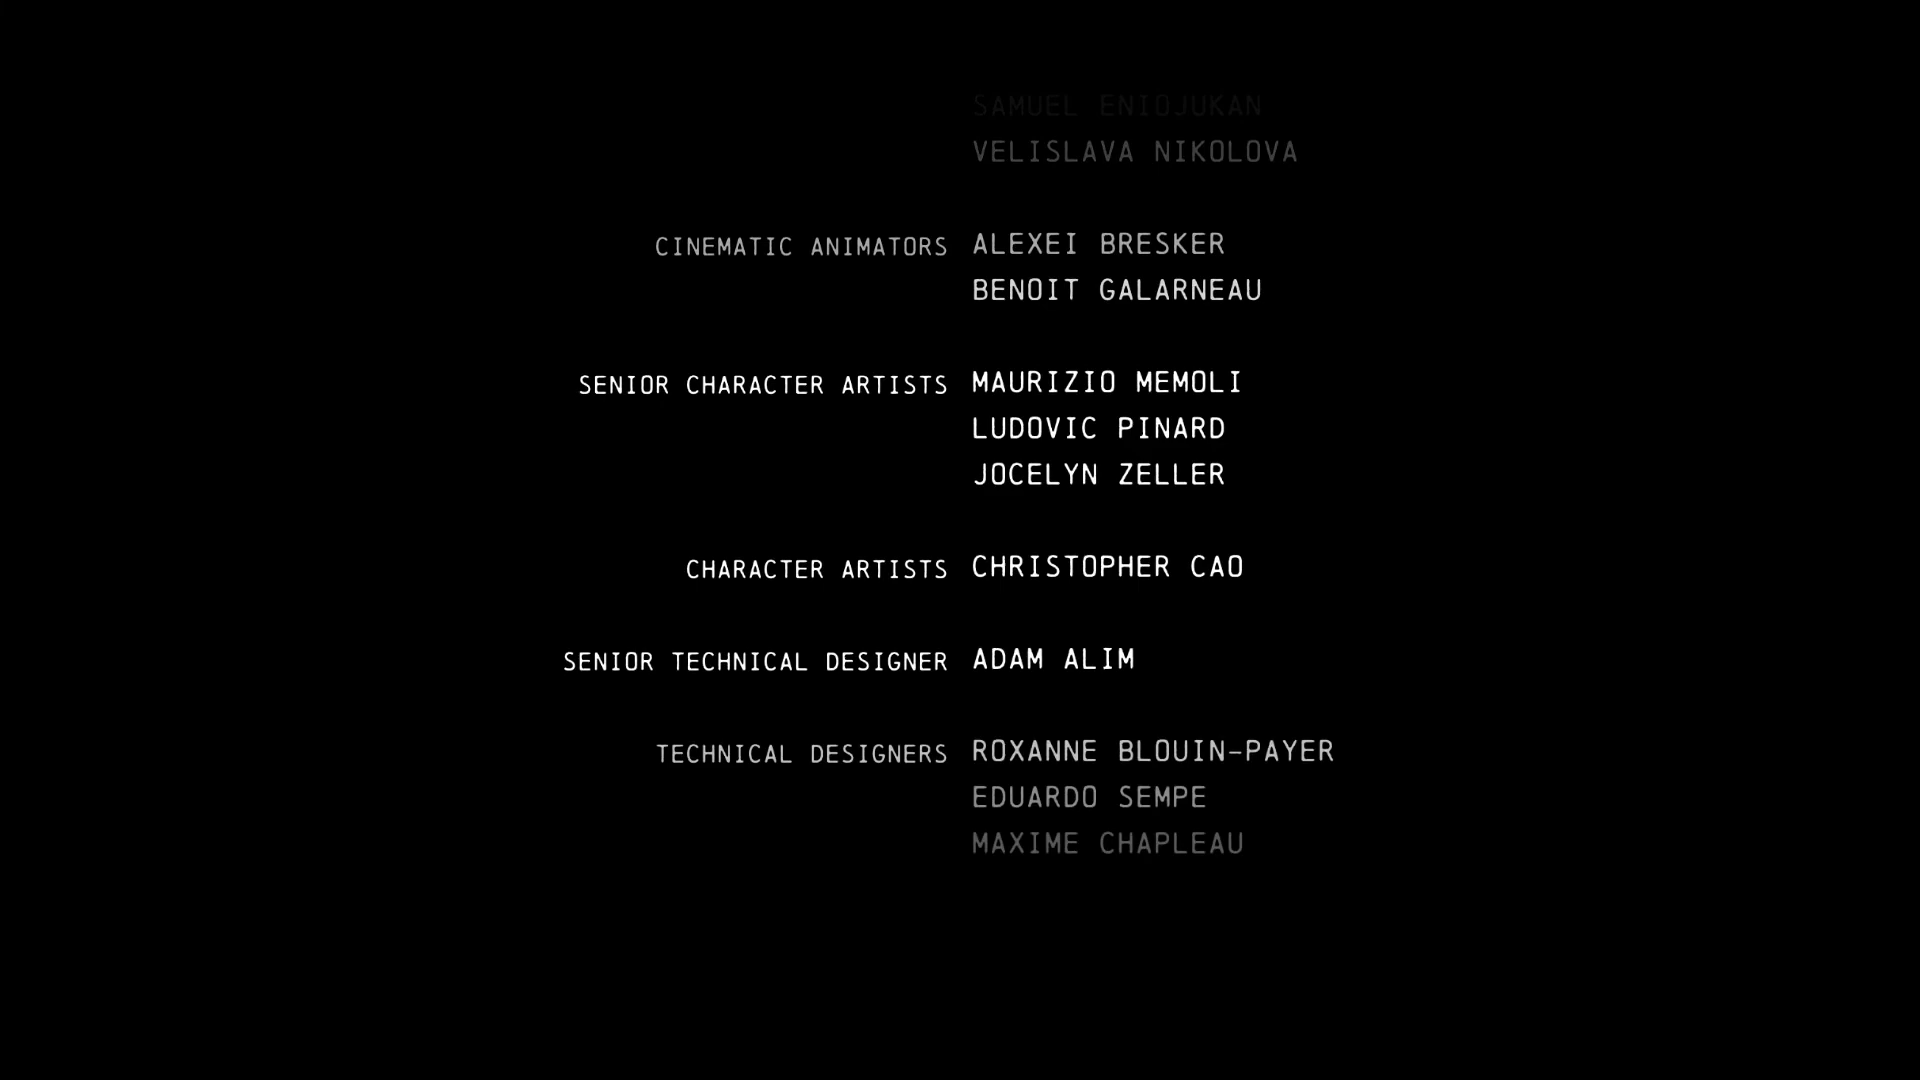 SAMUEL ENIOJUKAN
VELISLAVA NIKOLOVA
CINEMATIC ANIMATORS ALEXEI BRESKER
BENOIT GALARNEAU
SENIOR CHARACTER ARTISTS MAURIZIO MEMOLI
LUDOVIC PINARD
JOCELYN ZELLER
CHARACTER ARTISTS CHRISTOPHER CAO
SENIOR TECHNICAL DESIGNER ADAM ALIM
TECHNICAL DESIGNERS ROXANNE BLOUIN-PAYER
EDUARDO SEMPE
MAXIME CHAPLEAU